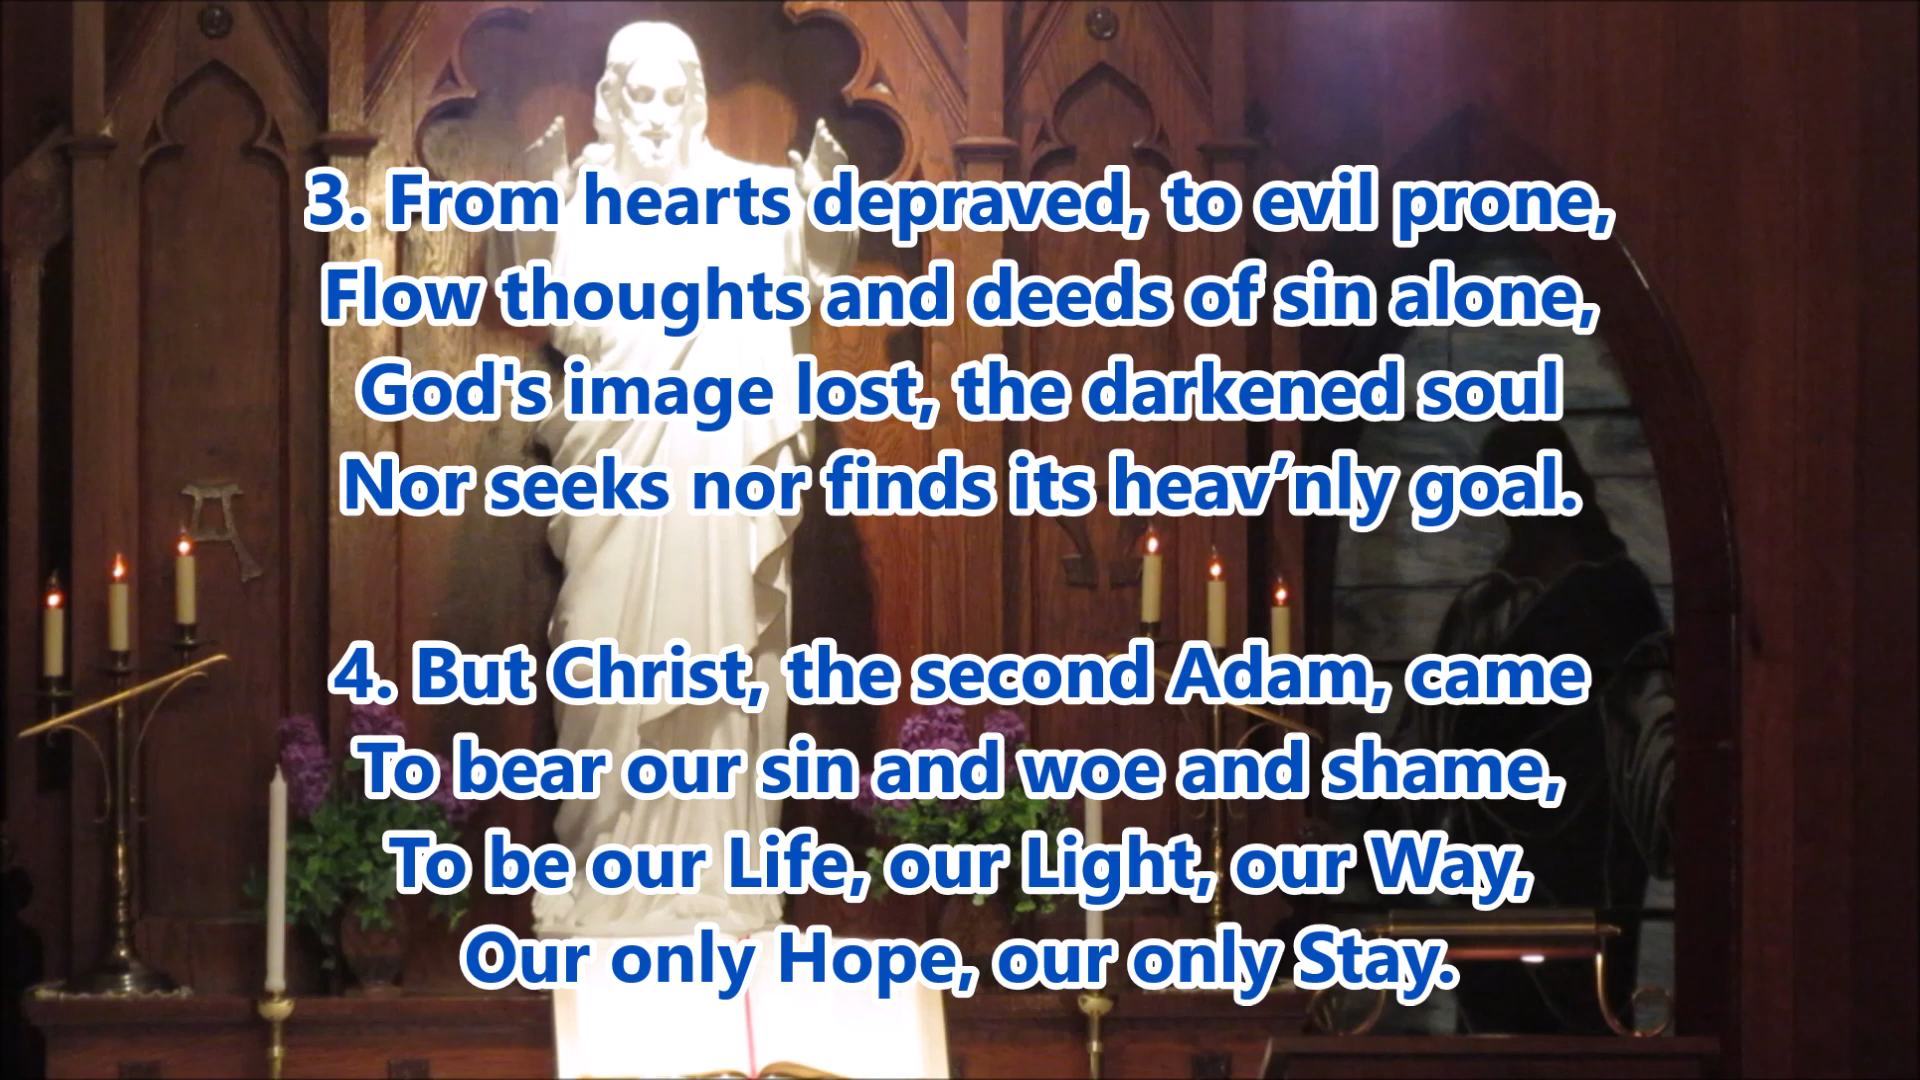 3. From hearts depraved, to evil prone,
Flow thoughts and deeds of sin alone,
God's image lost, the darkened soul
Nor seeks nor finds its heav’nly goal.
4. But Christ, the second Adam, came
To bear our sin and woe and shame,
To be our Life, our Light, our Way,
Our only Hope, our only Stay.